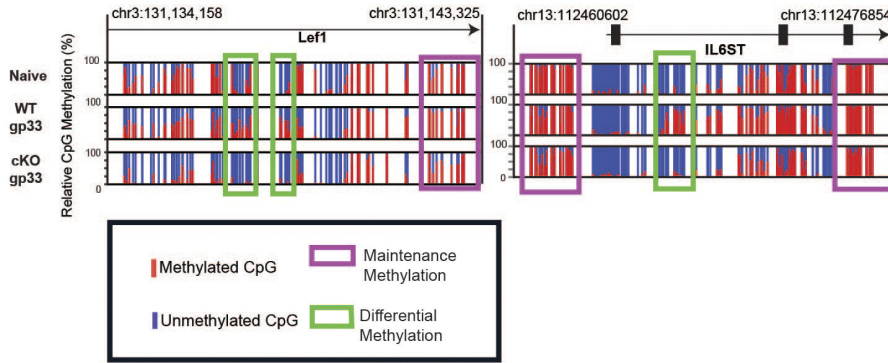 chr3:131,134,158
chr3:131,143,325
chr13:112460602
chr13:112476854
Lef1
IL6ST
Relative CpG Methylation (%)
100
100
Naive
100
100
WT
gp33
100
100
cKO
gp33
0
0
Methylated CpG
Maintenance
Methylation
Unmethylated CpG
Differential
Methylation